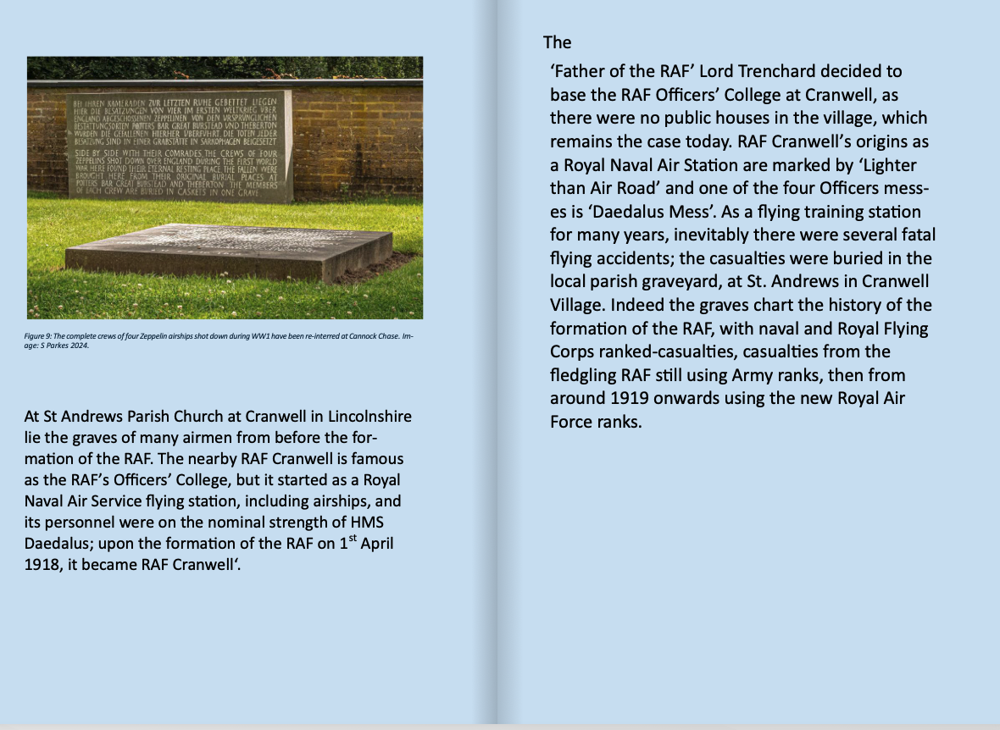 BEI IHREN KAMERADEN ZUR LETZTEN RUHE GEBETTET LIEGEN
HIER DIE BESATZUNGEN VON VIER IM ERSTEN WELTKRIEG ÜBER
ENGLAND ABGESCHOSSENEN ZEPPELINEN VON DEN URSPRÜNGLICHEN
BESTATTUNGSORTEN POTTERS BAR GREAT BURSTEAD UND THEBERTON
WURDEN DIE GEFALLENEN HIERHER ÜBERFÜHRT. DIE TOTEN JEDER
BESATZUNG SIND IN EINER GRABSTÄTTE IN SARKOPHAGEN BEIGESETZT
SIDE BY SIDE WITH THEIR COMRADES, THE CREWS OF FOUR
ZEPPELINS SHOT DOWN OVER ENGLAND DURING THE FIRST WORLD
WAR HERE FOUND THEIR ETERNAL RESTING PLACE. THE FALLEN WERE
BROUGHT HERE FROM THEIR ORIGINAL BURIAL PLACES AT
POTTERS BAR GREAT BURSTEAD AND THEBERTON. THE MEMBERS
OF EACH CREW ARE BURIED IN CASKETS IN ONE GRAVE.
Figure 9: The complete crews of four Zeppelin airships shot down during WW1 have been re-interred at Cannock Chase. Im-
age: S Parkes 2024.
At St Andrews Parish Church at Cranwell in Lincolnshire
lie the graves of many airmen from before the for-
mation of the RAF. The nearby RAF Cranwell is famous
as the RAF’s Officers’ College, but it started as a Royal
Naval Air Service flying station, including airships, and
its personnel were on the nominal strength of HMS
Daedalus; upon the formation of the RAF on 1st April
1918, it became RAF Cranwell‘.
The
‘Father of the RAF’ Lord Trenchard decided to
base the RAF Officers’ College at Cranwell, as
there were no public houses in the village, which
remains the case today. RAF Cranwell’s origins as
a Royal Naval Air Station are marked by ‘Lighter
than Air Road’ and one of the four Officers mess-
es is ‘Daedalus Mess’. As a flying training station
for many years, inevitably there were several fatal
flying accidents; the casualties were buried in the
local parish graveyard, at St. Andrews in Cranwell
Village. Indeed the graves chart the history of the
formation of the RAF, with naval and Royal Flying
Corps ranked-casualties, casualties from the
fledgling RAF still using Army ranks, then from
around 1919 onwards using the new Royal Air
Force ranks.